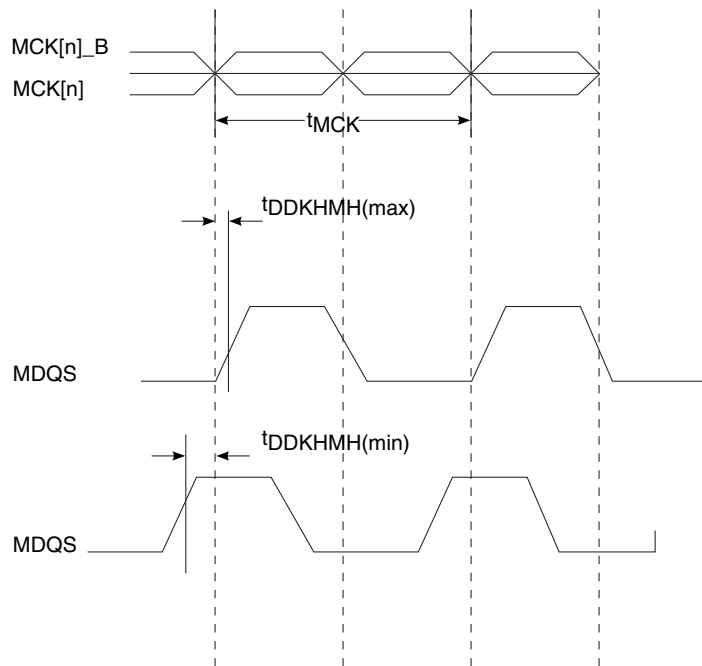 MCK[n]_B
MCK[n]
tMCK
tDDKHMH(max)
MDQS
tDDKHMH(min)
MDQS